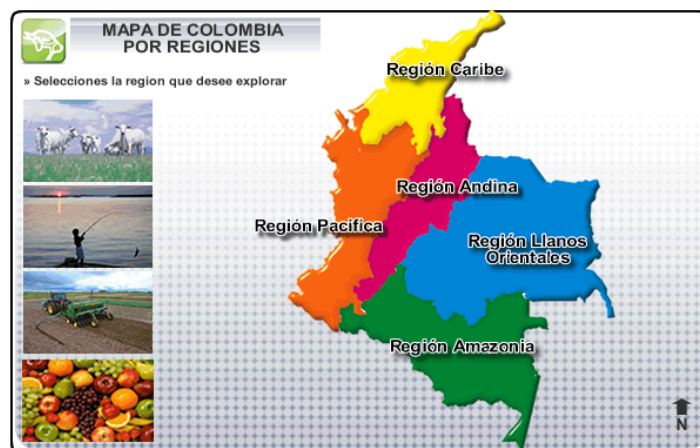 MAPA DE COLOMBIA
POR REGIONES
» Selecciones la region que desee explorar
Región Caribe
Región Andina
Región Pacifica
Región Llanos
Orientales
Región Amazonia
N